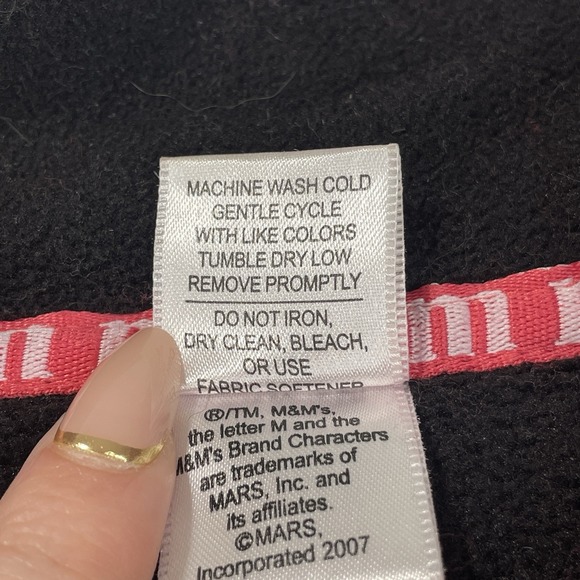 MACHINE WASH COLD
GENTLE CYCLE
WITH LIKE COLORS
TUMBLE DRY LOW
REMOVE PROMPTLY
DO NOT IRON,
DRY CLEAN, BLEACH,
OR USE
FABRIC SOFTENER
®/TM, M&M's,
the letter M and the
M&M's Brand Characters
are trademarks of
MARS, Inc. and
its affiliates.
©MARS,
Incorporated 2007
m m